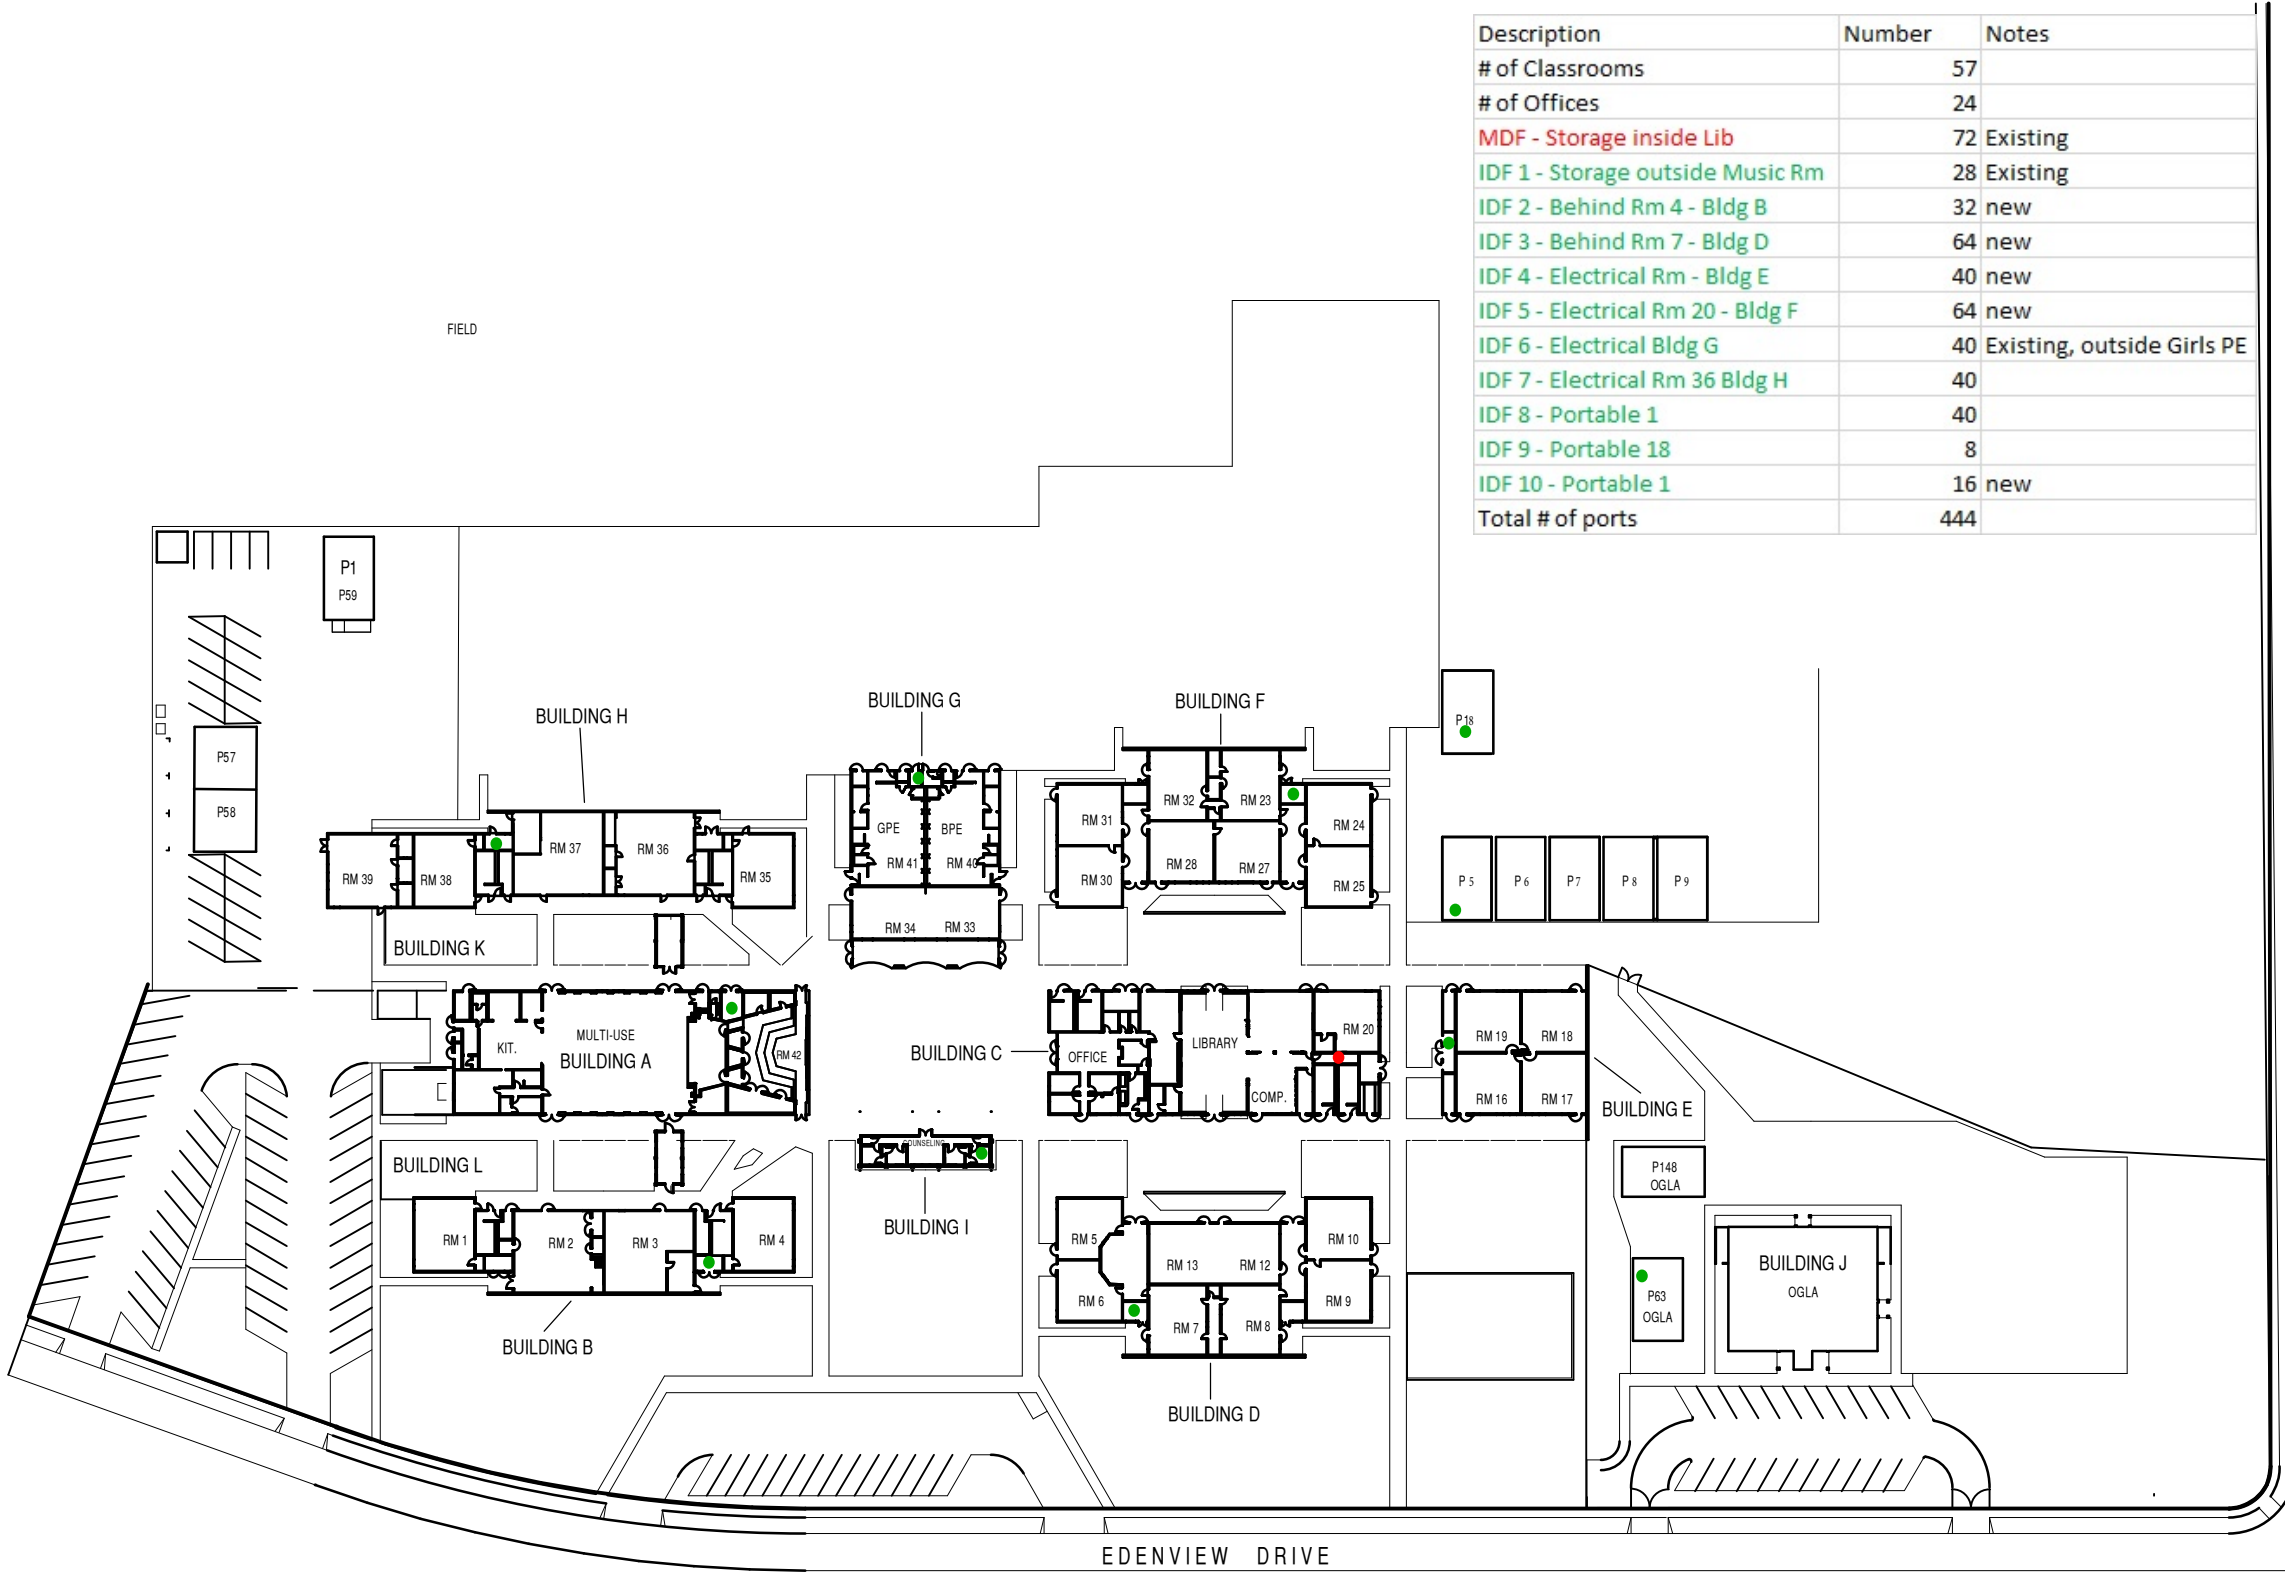 Description Number Notes
# of Classrooms 57
# of Offices 24
MDF - Storage inside Lib 72 Existing
IDF 1 - Storage outside Music Rm 28 Existing
IDF 2 - Behind Rm 4 - Bldg B 32 new
IDF 3 - Behind Rm 7 - Bldg D 64 new
IDF 4 - Electrical Rm - Bldg E 40 new
IDF 5 - Electrical Rm 20 - Bldg F 64 new
IDF 6 - Electrical Bldg G 40 Existing, outside Girls PE
IDF 7 - Electrical Rm 36 Bldg H 40
IDF 8 - Portable 1 40
IDF 9 - Portable 18 8
IDF 10 - Portable 1 16 new
Total # of ports 444
FIELD
P1
P59
P57
P58
BUILDING H
BUILDING G
BUILDING F
P18
RM 39
RM 38
RM 37
RM 36
RM 35
GPE
BPE
RM 41
RM 40
RM 34
RM 33
RM 31
RM 32
RM 23
RM 24
RM 30
RM 28
RM 27
RM 25
P 5
P 6
P 7
P 8
P 9
BUILDING K
KIT.
MULTI-USE
BUILDING A
RM 42
BUILDING C
OFFICE
LIBRARY
COMP.
RM 20
RM 19
RM 18
RM 16
RM 17
BUILDING E
BUILDING L
COUNSELING
BUILDING I
RM 1
RM 2
RM 3
RM 4
BUILDING B
RM 5
RM 6
RM 13
RM 12
RM 7
RM 8
RM 10
RM 9
BUILDING D
P148
OGLA
P63
OGLA
BUILDING J
OGLA
EDENVIEW DRIVE